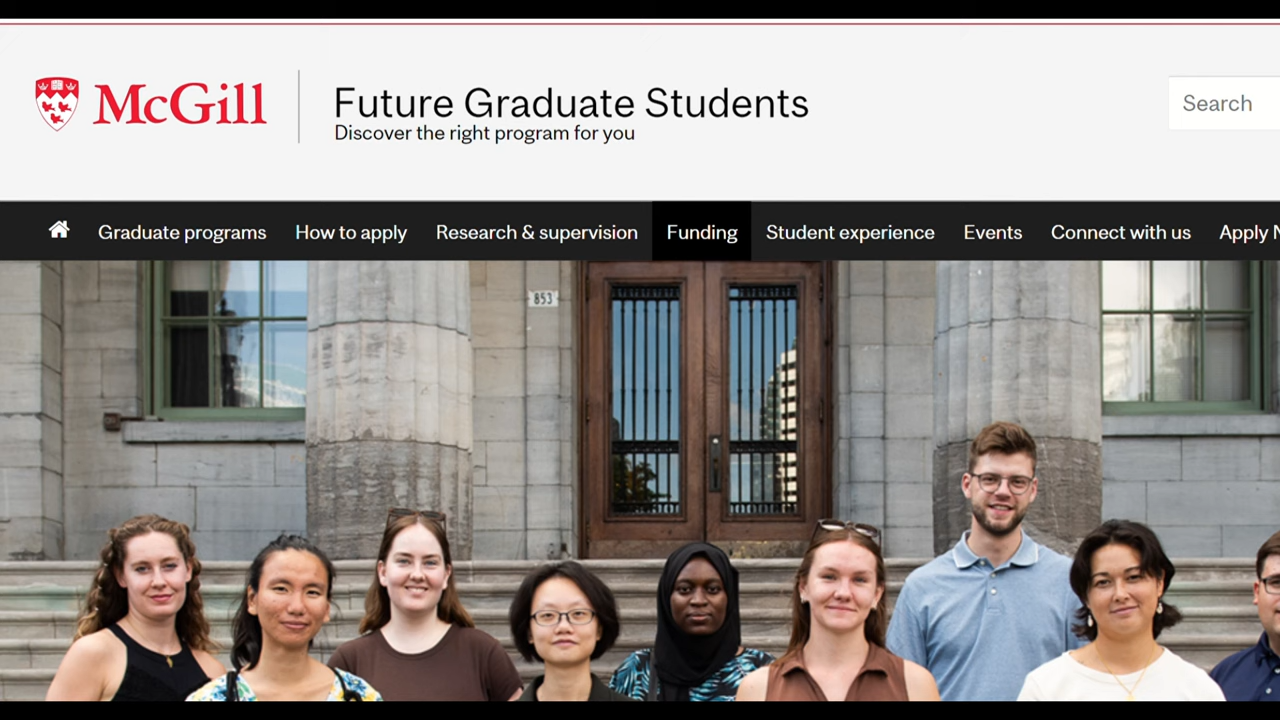 McGill
Future Graduate Students
Discover the right program for you
Search
Graduate programs How to apply Research & supervision Funding Student experience Events Connect with us Apply N
853